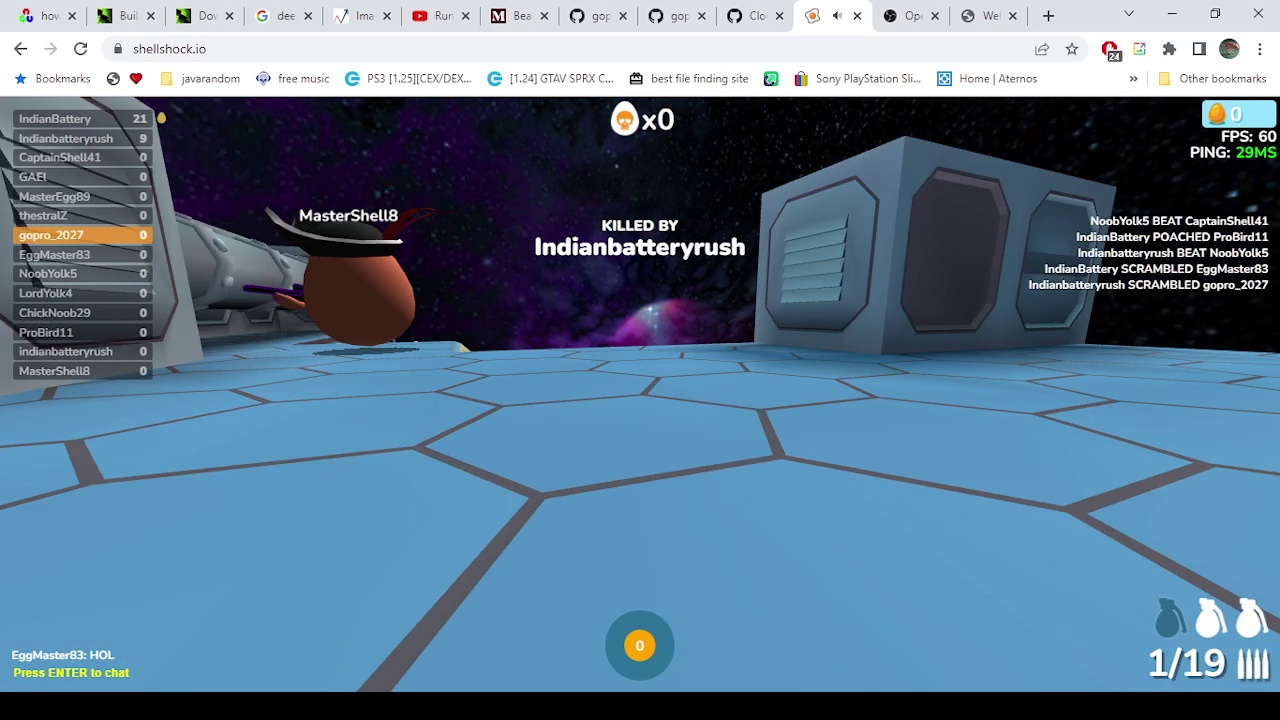 how
Buil
Dov
dee
Ima
Run
Bea
gop
gop
Clo
Ope
Wel
shellshock.io
24
Bookmarks
javarandom
free music
PS3 [1.25][CEX/DEX...
[1.24] GTAV SPRX C...
best file finding site
Sony PlayStation Sli...
Home | Aternos
»
Other bookmarks
IndianBattery 21
Indianbatteryrush 9
CaptainShell41 0
GAEI 0
MasterEgg89 0
thestralZ 0
gopro_2027 0
EggMaster83 0
NoobYolk5 0
LordYolk4 0
ChickNoob29 0
ProBird11 0
indianbatteryrush 0
MasterShell8 0
x0
0
FPS: 60
PING: 29MS
MasterShell8
KILLED BY
Indianbatteryrush
NoobYolk5 BEAT CaptainShell41
IndianBattery POACHED ProBird11
Indianbatteryrush BEAT NoobYolk5
IndianBattery SCRAMBLED EggMaster83
Indianbatteryrush SCRAMBLED gopro_2027
0
EggMaster83: HOL
Press ENTER to chat
1/19